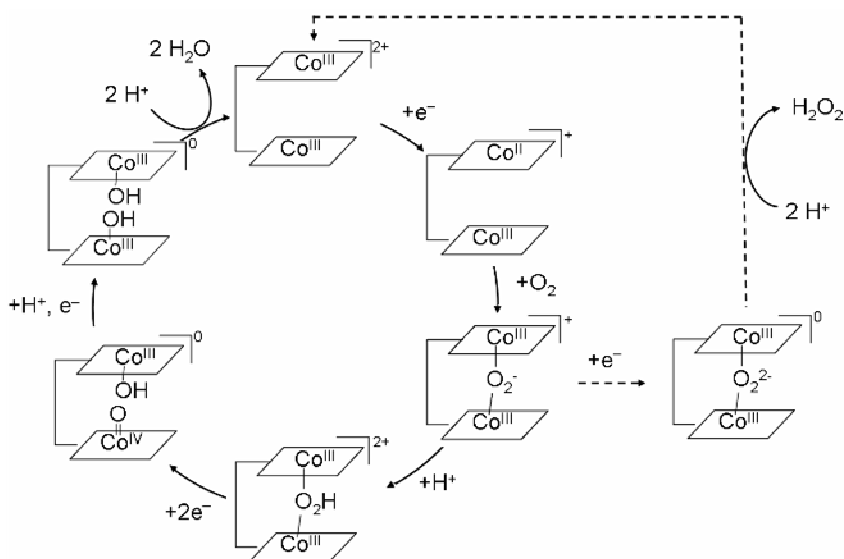 2 H₂O
2 H⁺
Coᴵᴵᴵ
2+
Coᴵᴵᴵ
+e⁻
H₂O₂
2 H⁺
Coᴵᴵᴵ
0
OH
OH
Coᴵᴵᴵ
Coᴵᴵ
+
Coᴵᴵᴵ
+H⁺, e⁻
+O₂
Coᴵᴵᴵ
0
OH
O
Coᴵⱽ
Coᴵᴵᴵ
+
O₂⁻
Coᴵᴵᴵ
+e⁻
Coᴵᴵᴵ
0
O₂²⁻
Coᴵᴵᴵ
+H⁺
+2e⁻
Coᴵᴵᴵ
2+
O₂H
Coᴵᴵᴵ